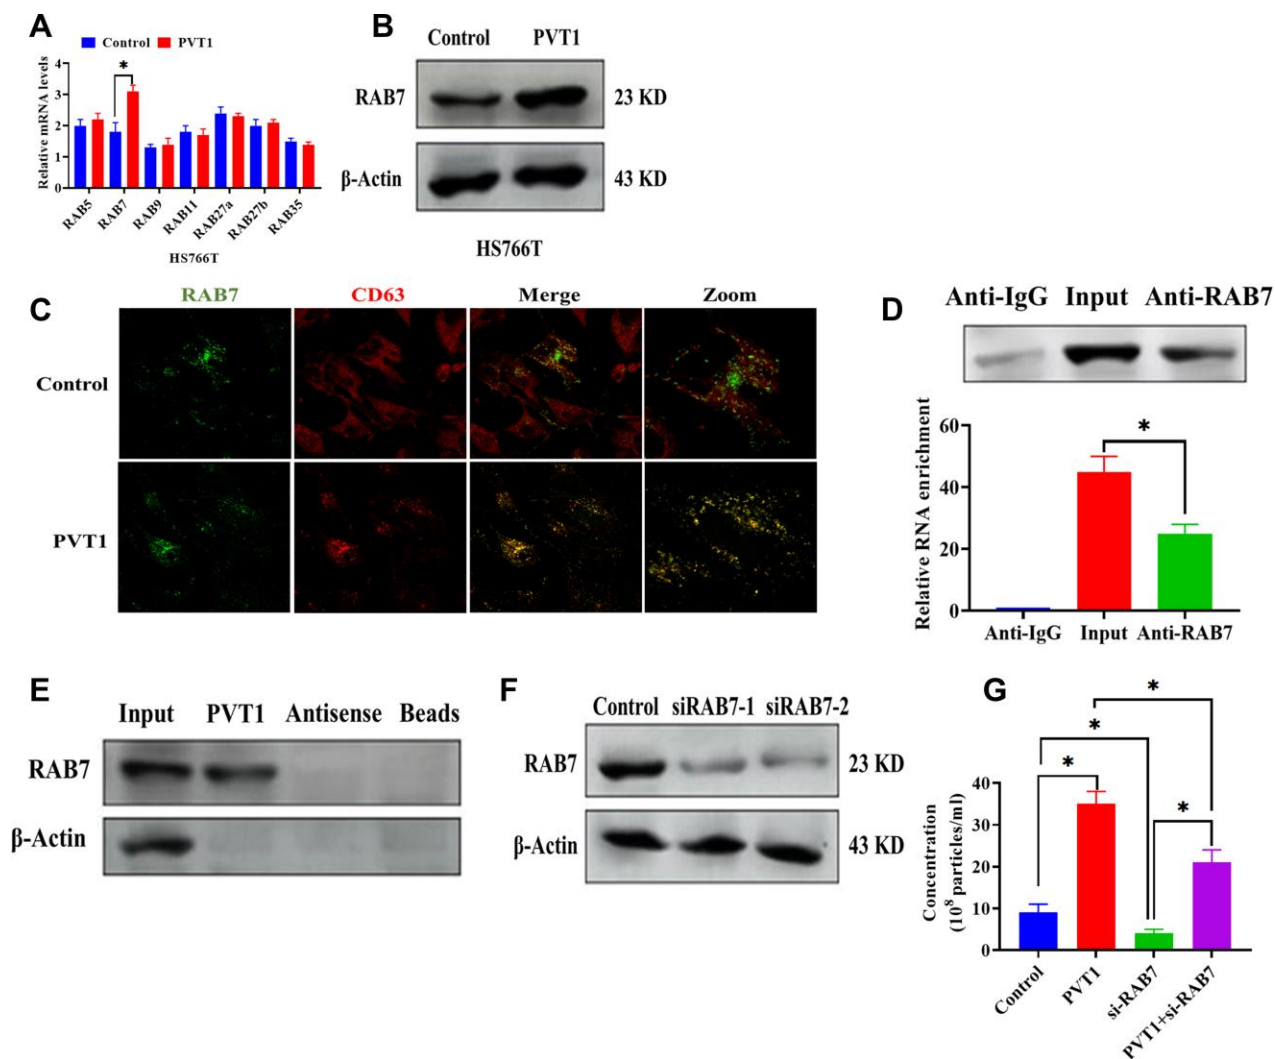 A
Control PVT1
Relative mRNA levels
4
3
2
1
0
*
RAB5 RAB7 RAB9 RAB11 RAB27a RAB27b RAB35
HS766T
B
Control PVT1
RAB7 23 KD
β-Actin 43 KD
HS766T
C
RAB7 CD63 Merge Zoom
Control
PVT1
D
Anti-IgG Input Anti-RAB7
Relative RNA enrichment
60
40
20
0
*
Anti-IgG Input Anti-RAB7
E
Input PVT1 Antisense Beads
RAB7
β-Actin
F
Control siRAB7-1 siRAB7-2
RAB7 23 KD
β-Actin 43 KD
G
*
*
*
*
Concentration
(10⁸ particles/ml)
40
30
20
10
0
Control PVT1 si-RAB7 PVT1+si-RAB7